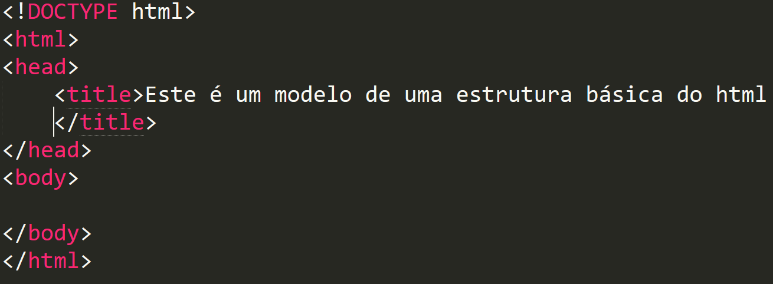 <!DOCTYPE html>
<html>
<head>
    <title>Este é um modelo de uma estrutura básica do html
    </title>
</head>
<body>

</body>
</html>